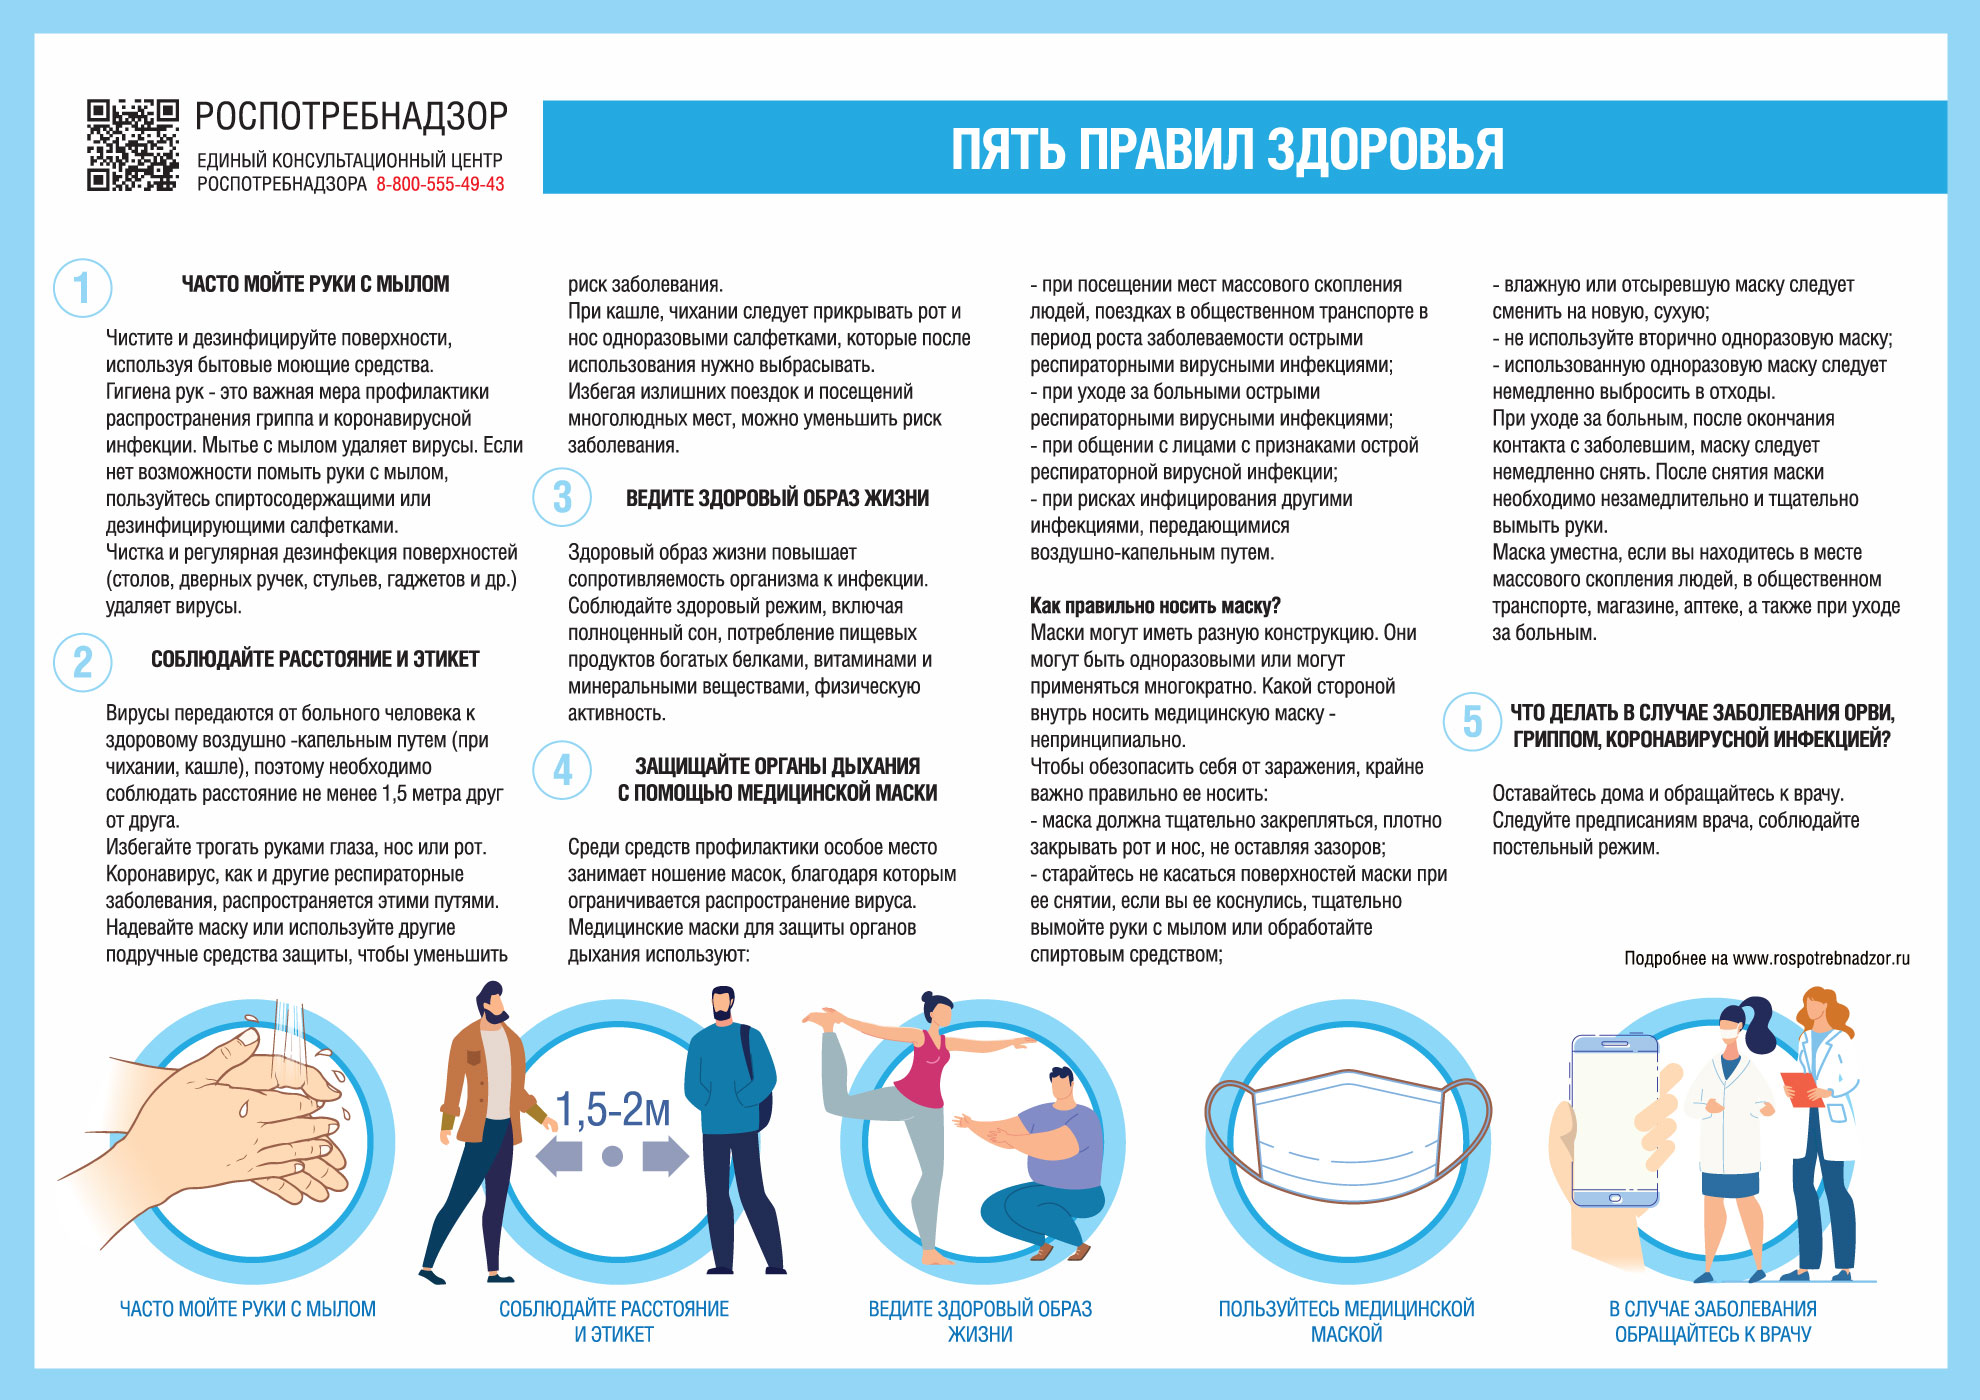 РОСПОТРЕБНАДЗОР
ЕДИНЫЙ КОНСУЛЬТАЦИОННЫЙ ЦЕНТР
РОСПОТРЕБНАДЗОРА 8-800-555-49-43
ПЯТЬ ПРАВИЛ ЗДОРОВЬЯ
1
ЧАСТО МОЙТЕ РУКИ С МЫЛОМ
Чистите и дезинфицируйте поверхности,
используя бытовые моющие средства.
Гигиена рук - это важная мера профилактики
распространения гриппа и коронавирусной
инфекции. Мытье с мылом удаляет вирусы. Если
нет возможности помыть руки с мылом,
пользуйтесь спиртосодержащими или
дезинфицирующими салфетками.
Чистка и регулярная дезинфекция поверхностей
(столов, дверных ручек, стульев, гаджетов и др.)
удаляет вирусы.
2
СОБЛЮДАЙТЕ РАССТОЯНИЕ И ЭТИКЕТ
Вирусы передаются от больного человека к
здоровому воздушно -капельным путем (при
чихании, кашле), поэтому необходимо
соблюдать расстояние не менее 1,5 метра друг
от друга.
Избегайте трогать руками глаза, нос или рот.
Коронавирус, как и другие респираторные
заболевания, распространяется этими путями.
Надевайте маску или используйте другие
подручные средства защиты, чтобы уменьшить
риск заболевания.
При кашле, чихании следует прикрывать рот и
нос одноразовыми салфетками, которые после
использования нужно выбрасывать.
Избегая излишних поездок и посещений
многолюдных мест, можно уменьшить риск
заболевания.
3
ВЕДИТЕ ЗДОРОВЫЙ ОБРАЗ ЖИЗНИ
Здоровый образ жизни повышает
сопротивляемость организма к инфекции.
Соблюдайте здоровый режим, включая
полноценный сон, потребление пищевых
продуктов богатых белками, витаминами и
минеральными веществами, физическую
активность.
4
ЗАЩИЩАЙТЕ ОРГАНЫ ДЫХАНИЯ
С ПОМОЩЬЮ МЕДИЦИНСКОЙ МАСКИ
Среди средств профилактики особое место
занимает ношение масок, благодаря которым
ограничивается распространение вируса.
Медицинские маски для защиты органов
дыхания используют:
- при посещении мест массового скопления
людей, поездках в общественном транспорте в
период роста заболеваемости острыми
респираторными вирусными инфекциями;
- при уходе за больными острыми
респираторными вирусными инфекциями;
- при общении с лицами с признаками острой
респираторной вирусной инфекции;
- при рисках инфицирования другими
инфекциями, передающимися
воздушно-капельным путем.
Как правильно носить маску?
Маски могут иметь разную конструкцию. Они
могут быть одноразовыми или могут
применяться многократно. Какой стороной
внутрь носить медицинскую маску -
непринципиально.
Чтобы обезопасить себя от заражения, крайне
важно правильно ее носить:
- маска должна тщательно закрепляться, плотно
закрывать рот и нос, не оставляя зазоров;
- старайтесь не касаться поверхностей маски при
ее снятии, если вы ее коснулись, тщательно
вымойте руки с мылом или обработайте
спиртовым средством;
- влажную или отсыревшую маску следует
сменить на новую, сухую;
- не используйте вторично одноразовую маску;
- использованную одноразовую маску следует
немедленно выбросить в отходы.
При уходе за больным, после окончания
контакта с заболевшим, маску следует
немедленно снять. После снятия маски
необходимо незамедлительно и тщательно
вымыть руки.
Маска уместна, если вы находитесь в месте
массового скопления людей, в общественном
транспорте, магазине, аптеке, а также при уходе
за больным.
5
ЧТО ДЕЛАТЬ В СЛУЧАЕ ЗАБОЛЕВАНИЯ ОРВИ,
ГРИППОМ, КОРОНАВИРУСНОЙ ИНФЕКЦИЕЙ?
Оставайтесь дома и обращайтесь к врачу.
Следуйте предписаниям врача, соблюдайте
постельный режим.
Подробнее на www.rospotrebnadzor.ru
1,5-2м
ЧАСТО МОЙТЕ РУКИ С МЫЛОМ
СОБЛЮДАЙТЕ РАССТОЯНИЕ
И ЭТИКЕТ
ВЕДИТЕ ЗДОРОВЫЙ ОБРАЗ
ЖИЗНИ
ПОЛЬЗУЙТЕСЬ МЕДИЦИНСКОЙ
МАСКОЙ
В СЛУЧАЕ ЗАБОЛЕВАНИЯ
ОБРАЩАЙТЕСЬ К ВРАЧУ